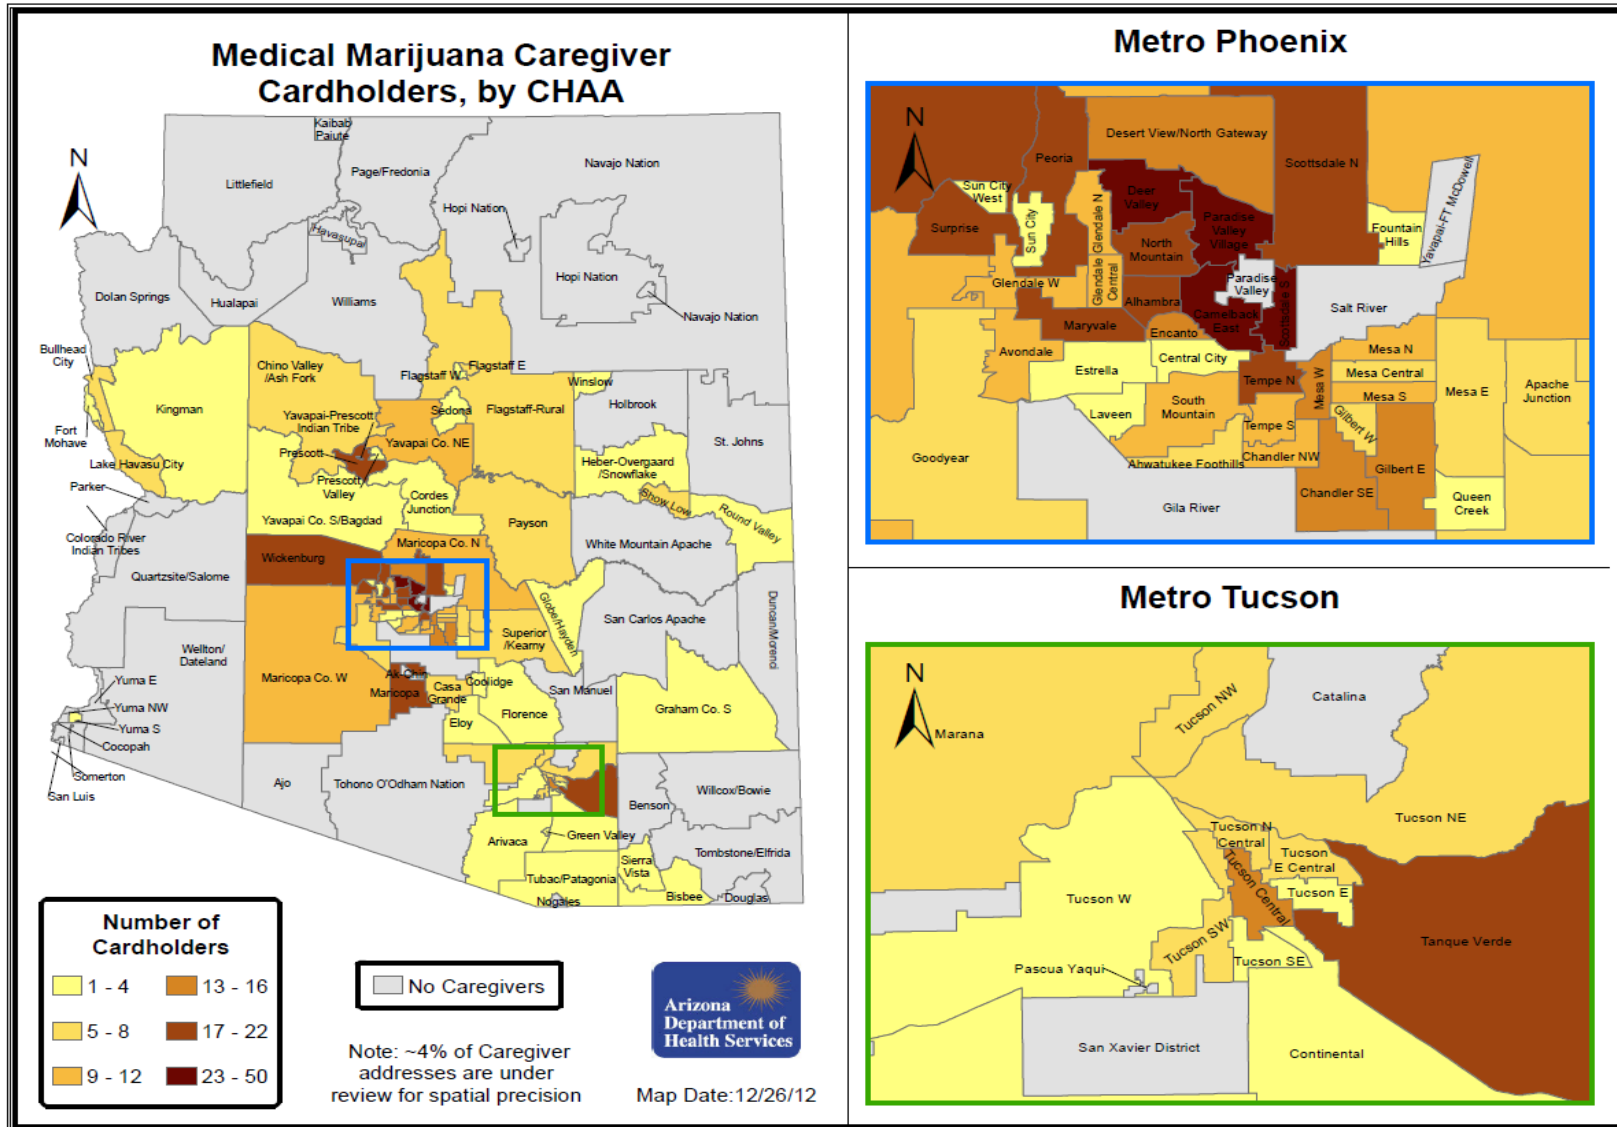 Medical Marijuana Caregiver
Cardholders, by CHAA
N
Kaibab
Paiute
Littlefield
Page/Fredonia
Navajo Nation
Hopi Nation
Havasupai
Hopi Nation
Dolan Springs
Hualapai
Williams
Navajo Nation
Bullhead
City
Chino Valley
/Ash Fork
Flagstaff W
Flagstaff E
Winslow
Kingman
Sedona
Flagstaff-Rural
Holbrook
Yavapai-Prescott
Indian Tribe
St. Johns
Fort
Mohave
Yavapai Co. NE
Prescott
Lake Havasu City
Heber-Overgaard
/Snowflake
Prescott
Valley
Parker
Cordes
Junction
Show Low
Round Valley
Yavapai Co. S/Bagdad
Payson
Colorado River
Indian Tribes
Maricopa Co. N
White Mountain Apache
Wickenburg
Quartzsite/Salome
Globe/Hayden
San Carlos Apache
Duncan/Morenci
Superior
/Kearny
Wellton/
Dateland
Maricopa Co. W
Ak-Chin
Maricopa
Casa
Grande
Coolidge
San Manuel
Yuma E
Yuma NW
Yuma S
Cocopah
Somerton
San Luis
Eloy
Florence
Graham Co. S
Ajo
Tohono O'Odham Nation
Willcox/Bowie
Benson
Arivaca
Green Valley
Tombstone/Elfrida
Sierra
Vista
Tubac/Patagonia
Nogales
Bisbee
Douglas
Number of
Cardholders
1 - 4
13 - 16
5 - 8
17 - 22
9 - 12
23 - 50
No Caregivers
Note: ~4% of Caregiver
addresses are under
review for spatial precision
Arizona
Department of
Health Services
Map Date:12/26/12
Metro Phoenix
N
Desert View/North Gateway
Peoria
Scottsdale N
Sun City
West
Deer
Valley
Yavapai-FT McDowell
Surprise
Sun City
Glendale N
Paradise
Valley
Village
Fountain
Hills
North
Mountain
Glendale W
Glendale
Central
Paradise
Valley
Alhambra
Camelback
East
Scottsdale S
Salt River
Maryvale
Encanto
Avondale
Central City
Mesa N
Estrella
Tempe N
Mesa W
Mesa Central
Mesa E
Apache
Junction
Mesa S
Laveen
South
Mountain
Gilbert W
Tempe S
Goodyear
Ahwatukee Foothills
Chandler NW
Gilbert E
Chandler SE
Queen
Creek
Gila River
Metro Tucson
N
Marana
Tucson NW
Catalina
Tucson NE
Tucson N
Central
Tucson
E Central
Tucson Central
Tucson E
Tucson W
Tucson SW
Tanque Verde
Tucson SE
Pascua Yaqui
San Xavier District
Continental